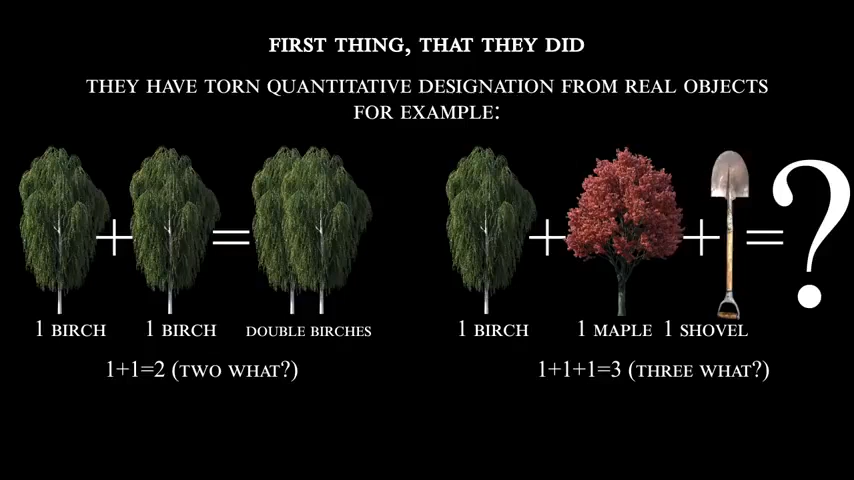 FIRST THING, THAT THEY DID
THEY HAVE TORN QUANTITATIVE DESIGNATION FROM REAL OBJECTS
FOR EXAMPLE:
+ = + + = ?
1 BIRCH 1 BIRCH DOUBLE BIRCHES 1 BIRCH 1 MAPLE 1 SHOVEL
1+1=2 (TWO WHAT?) 1+1+1=3 (THREE WHAT?)